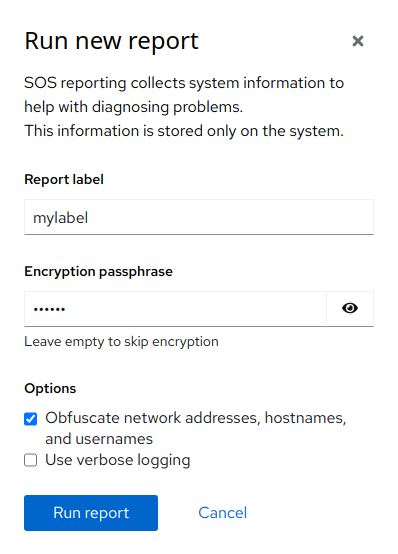 Run new report
SOS reporting collects system information to
help with diagnosing problems.
This information is stored only on the system.
Report label
mylabel
Encryption passphrase
••••••
Leave empty to skip encryption
Options
Obfuscate network addresses, hostnames,
and usernames
Use verbose logging
Run report
Cancel